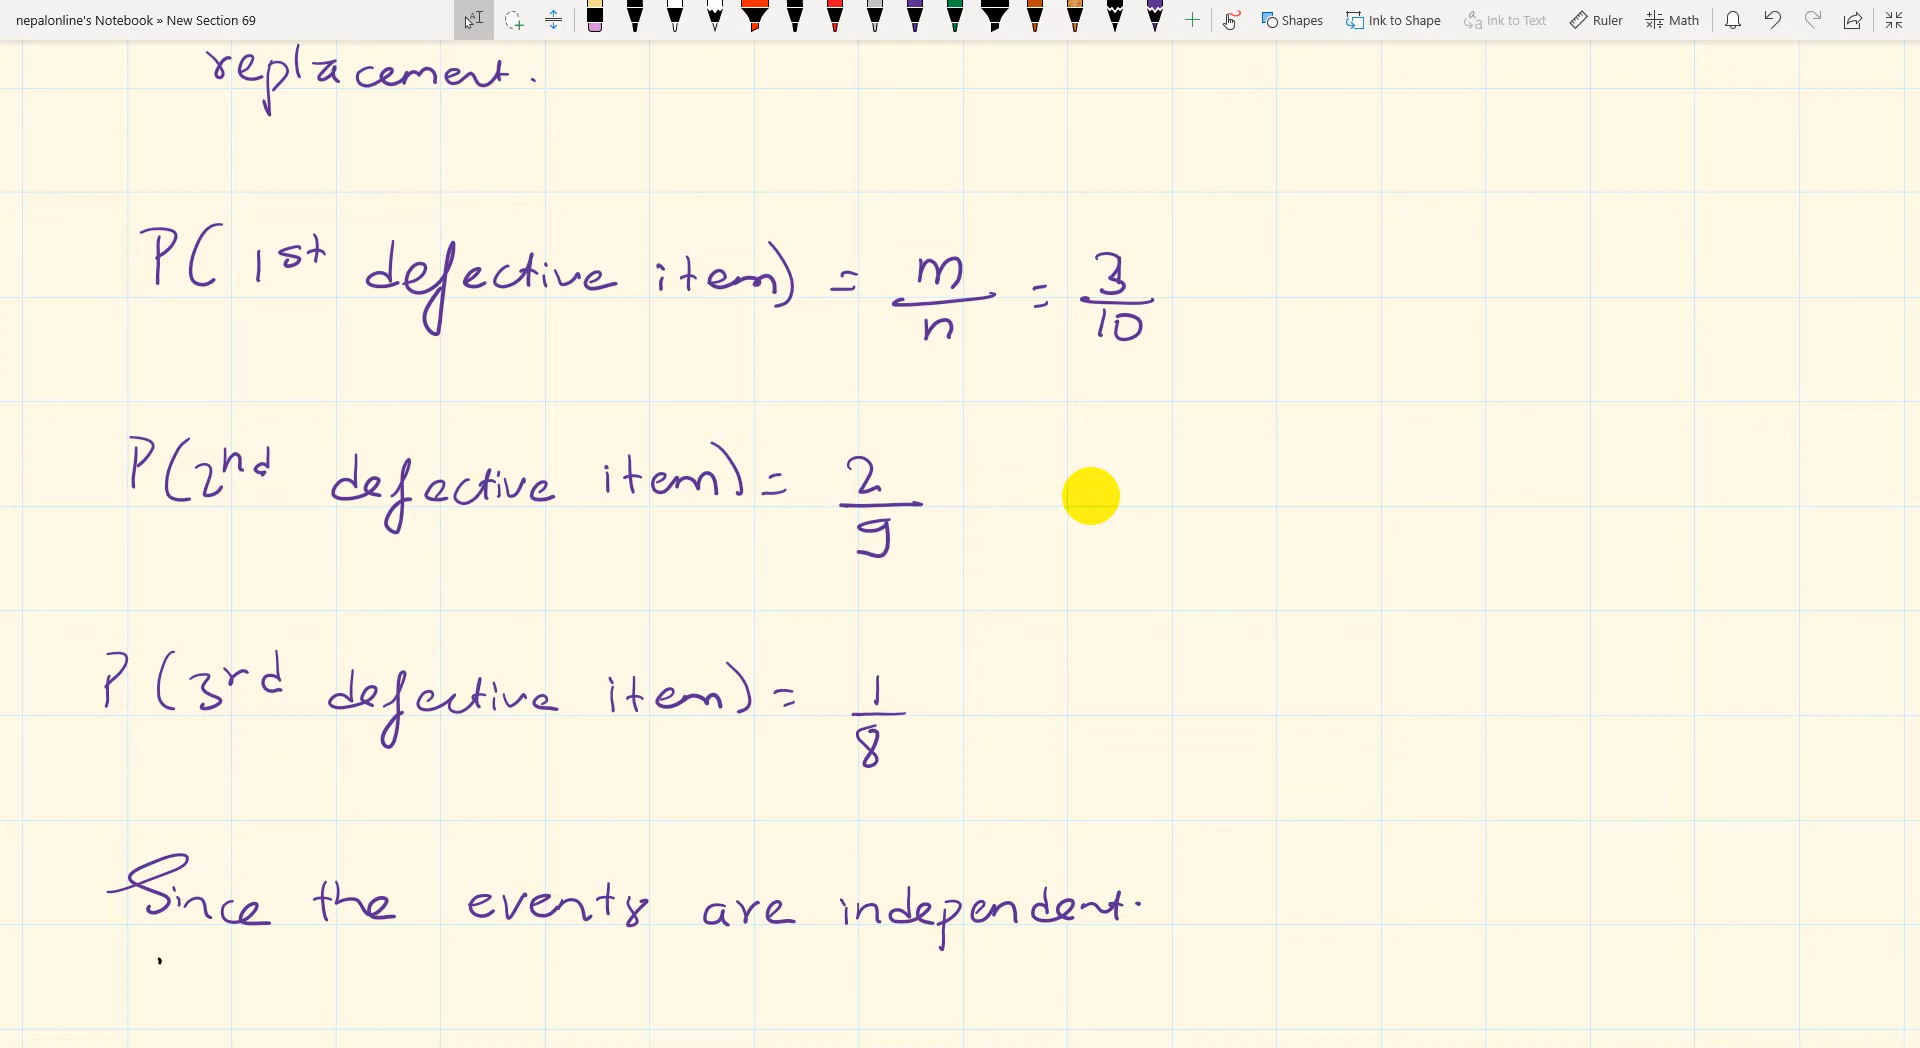 nepalonline's Notebook » New Section 69
Shapes Ink to Shape Ink to Text Ruler Math
replacement.
P(1st defective item) = m/n = 3/10
P(2nd defective item) = 2/9
P(3rd defective item) = 1/8
Since the events are independent.